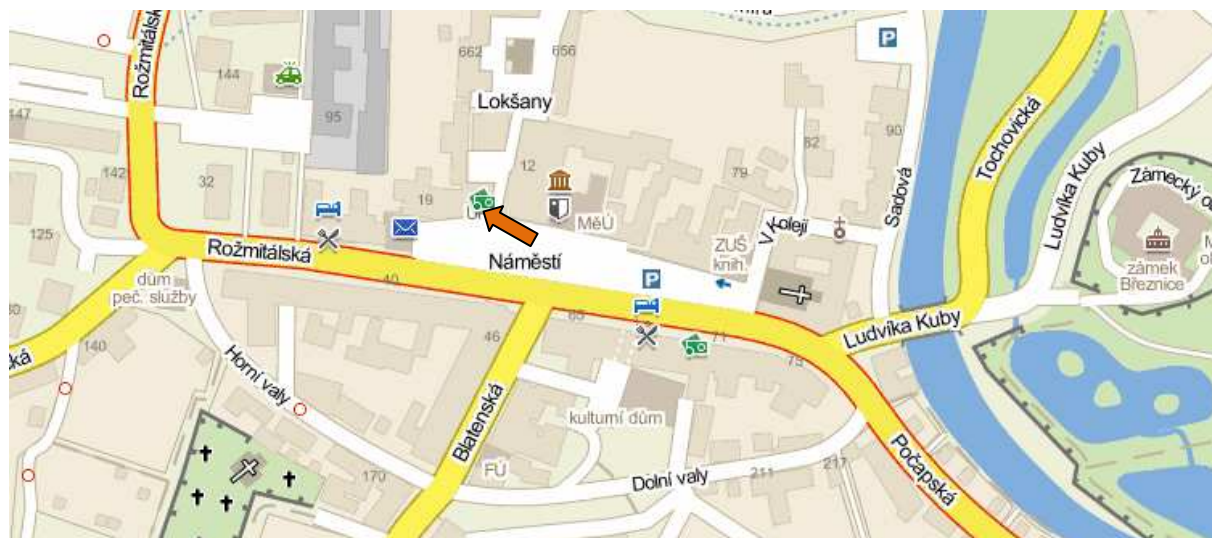 Rožmitálská
662
656
P
144
Lokšany
147
95
82
90
Tochovická
Ludvíka Kuby
Sadová
12
79
142
32
19
MěÚ
V Koleji
Zámecký
125
ZUŠ
knih.
Rožmitálská
Náměstí
P
zámek
Březnice
dům
peč. služby
10
65
71
Ludvíka Kuby
46
140
75
Horní valy
Blatenská
kulturní dům
FÚ
170
Dolní valy
211
217
Počapská